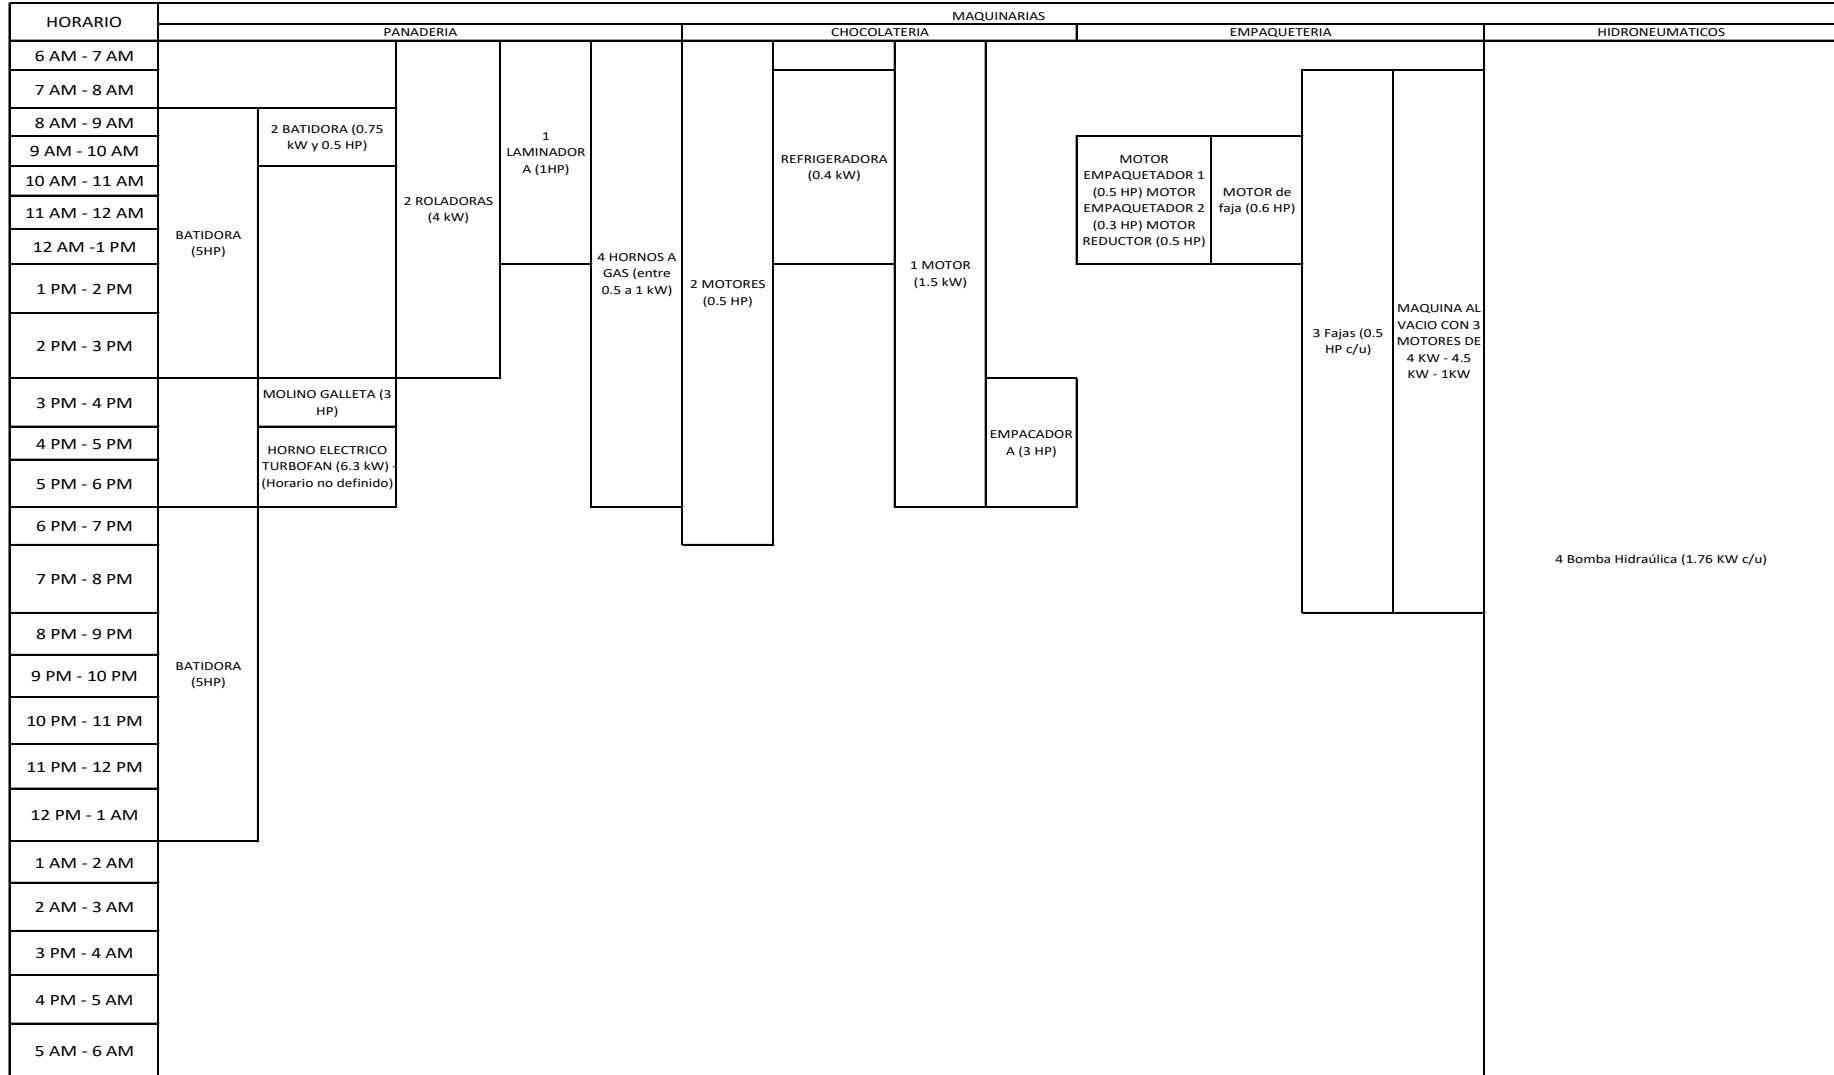 HORARIO
MAQUINARIAS
PANADERIA
CHOCOLATERIA
EMPAQUETERIA
HIDRONEUMATICOS
6 AM - 7 AM
7 AM - 8 AM
8 AM - 9 AM
9 AM - 10 AM
10 AM - 11 AM
11 AM - 12 AM
12 AM -1 PM
1 PM - 2 PM
2 PM - 3 PM
3 PM - 4 PM
4 PM - 5 PM
5 PM - 6 PM
6 PM - 7 PM
7 PM - 8 PM
8 PM - 9 PM
9 PM - 10 PM
10 PM - 11 PM
11 PM - 12 PM
12 PM - 1 AM
1 AM - 2 AM
2 AM - 3 AM
3 PM - 4 AM
4 PM - 5 AM
5 AM - 6 AM
BATIDORA
(5HP)
BATIDORA
(5HP)
2 BATIDORA (0.75
kW y 0.5 HP)
MOLINO GALLETA (3
HP)
HORNO ELECTRICO
TURBOFAN (6.3 kW) -
(Horario no definido)
2 ROLADORAS
(4 kW)
1
LAMINADOR
A (1HP)
4 HORNOS A
GAS (entre
0.5 a 1 kW)
2 MOTORES
(0.5 HP)
REFRIGERADORA
(0.4 kW)
1 MOTOR
(1.5 kW)
EMPACADOR
A (3 HP)
MOTOR
EMPAQUETADOR 1
(0.5 HP) MOTOR
EMPAQUETADOR 2
(0.3 HP) MOTOR
REDUCTOR (0.5 HP)
MOTOR de
faja (0.6 HP)
3 Fajas (0.5
HP c/u)
MAQUINA AL
VACIO CON 3
MOTORES DE
4 KW - 4.5
KW - 1KW
4 Bomba Hidraúlica (1.76 KW c/u)